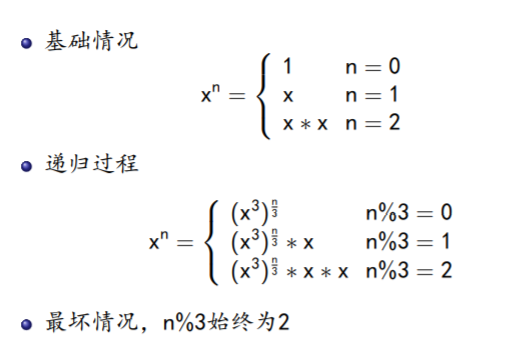 基础情况
xⁿ = { 1 n = 0
x n = 1
x ∗ x n = 2
递归过程
xⁿ = { (x³)^(n/3) n%3 = 0
(x³)^(n/3) ∗ x n%3 = 1
(x³)^(n/3) ∗ x ∗ x n%3 = 2
最坏情况，n%3始终为2